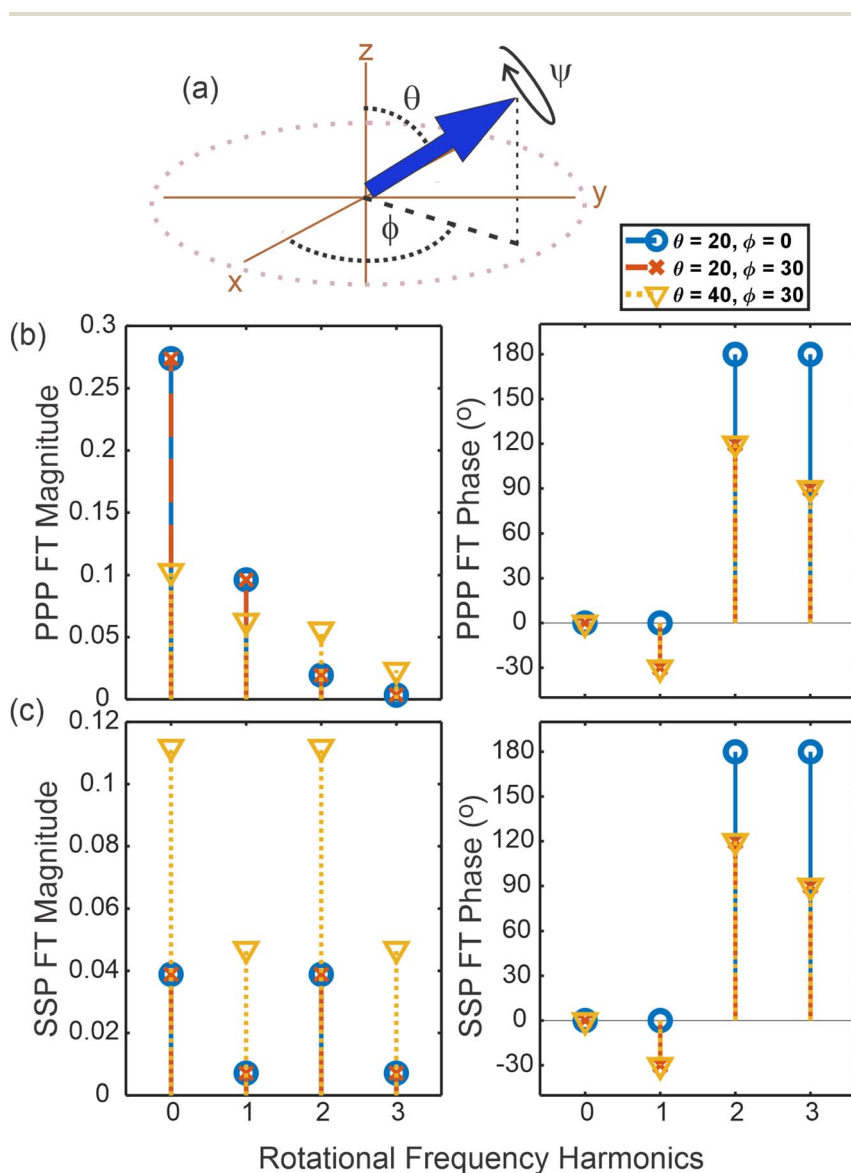 (a)
z
θ
ψ
y
ϕ
x
θ = 20, ϕ = 0
θ = 20, ϕ = 30
θ = 40, ϕ = 30
(b)
PPP FT Magnitude
0.3
0.25
0.2
0.15
0.1
0.05
0
PPP FT Phase (º)
180
150
120
90
60
30
0
-30
(c)
SSP FT Magnitude
0.12
0.1
0.08
0.06
0.04
0.02
0
0 1 2 3
SSP FT Phase (º)
180
150
120
90
60
30
0
-30
0 1 2 3
Rotational Frequency Harmonics